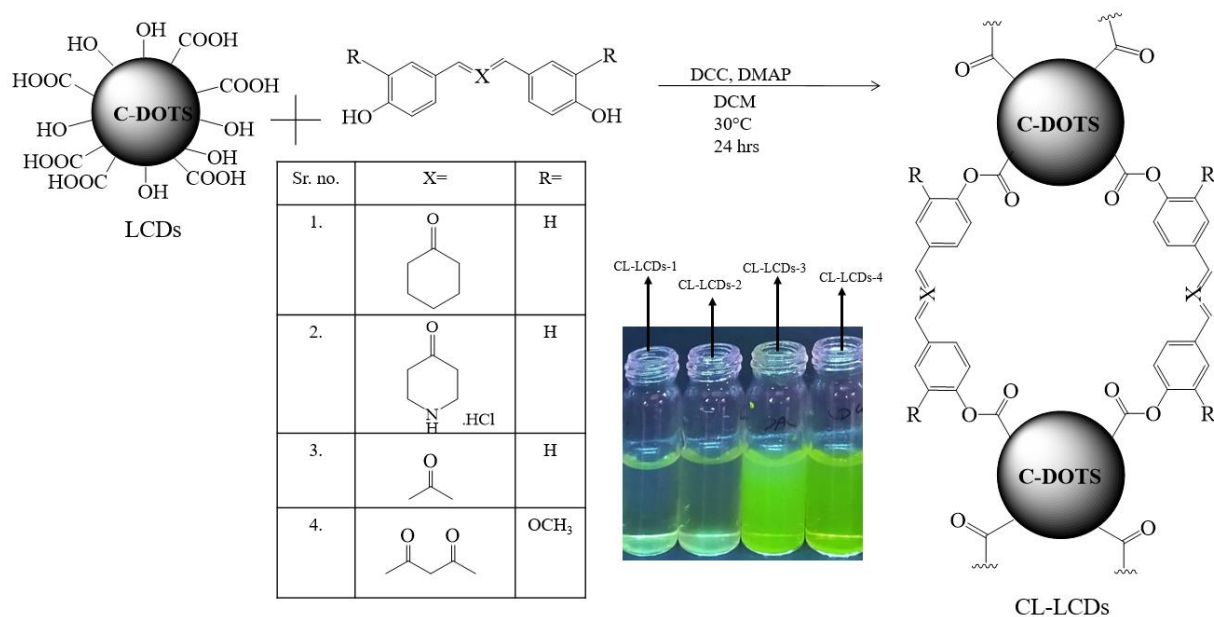 HO
OH
COOH
HOOC
COOH
HO
C-DOTS
OH
HOOC
OH
HOOC
COOH
OH
LCDs
R
X
R
HO
OH
DCC, DMAP
DCM
30°C
24 hrs
Sr. no. X= R=
1. O H
2. O H
N
H
.HCl
3. O H
4. O O OCH3
CL-LCDs-1
CL-LCDs-2
CL-LCDs-3
CL-LCDs-4
O
O
C-DOTS
R
O
O
O
O
R
X
X
R
O
O
O
O
R
C-DOTS
O
O
CL-LCDs